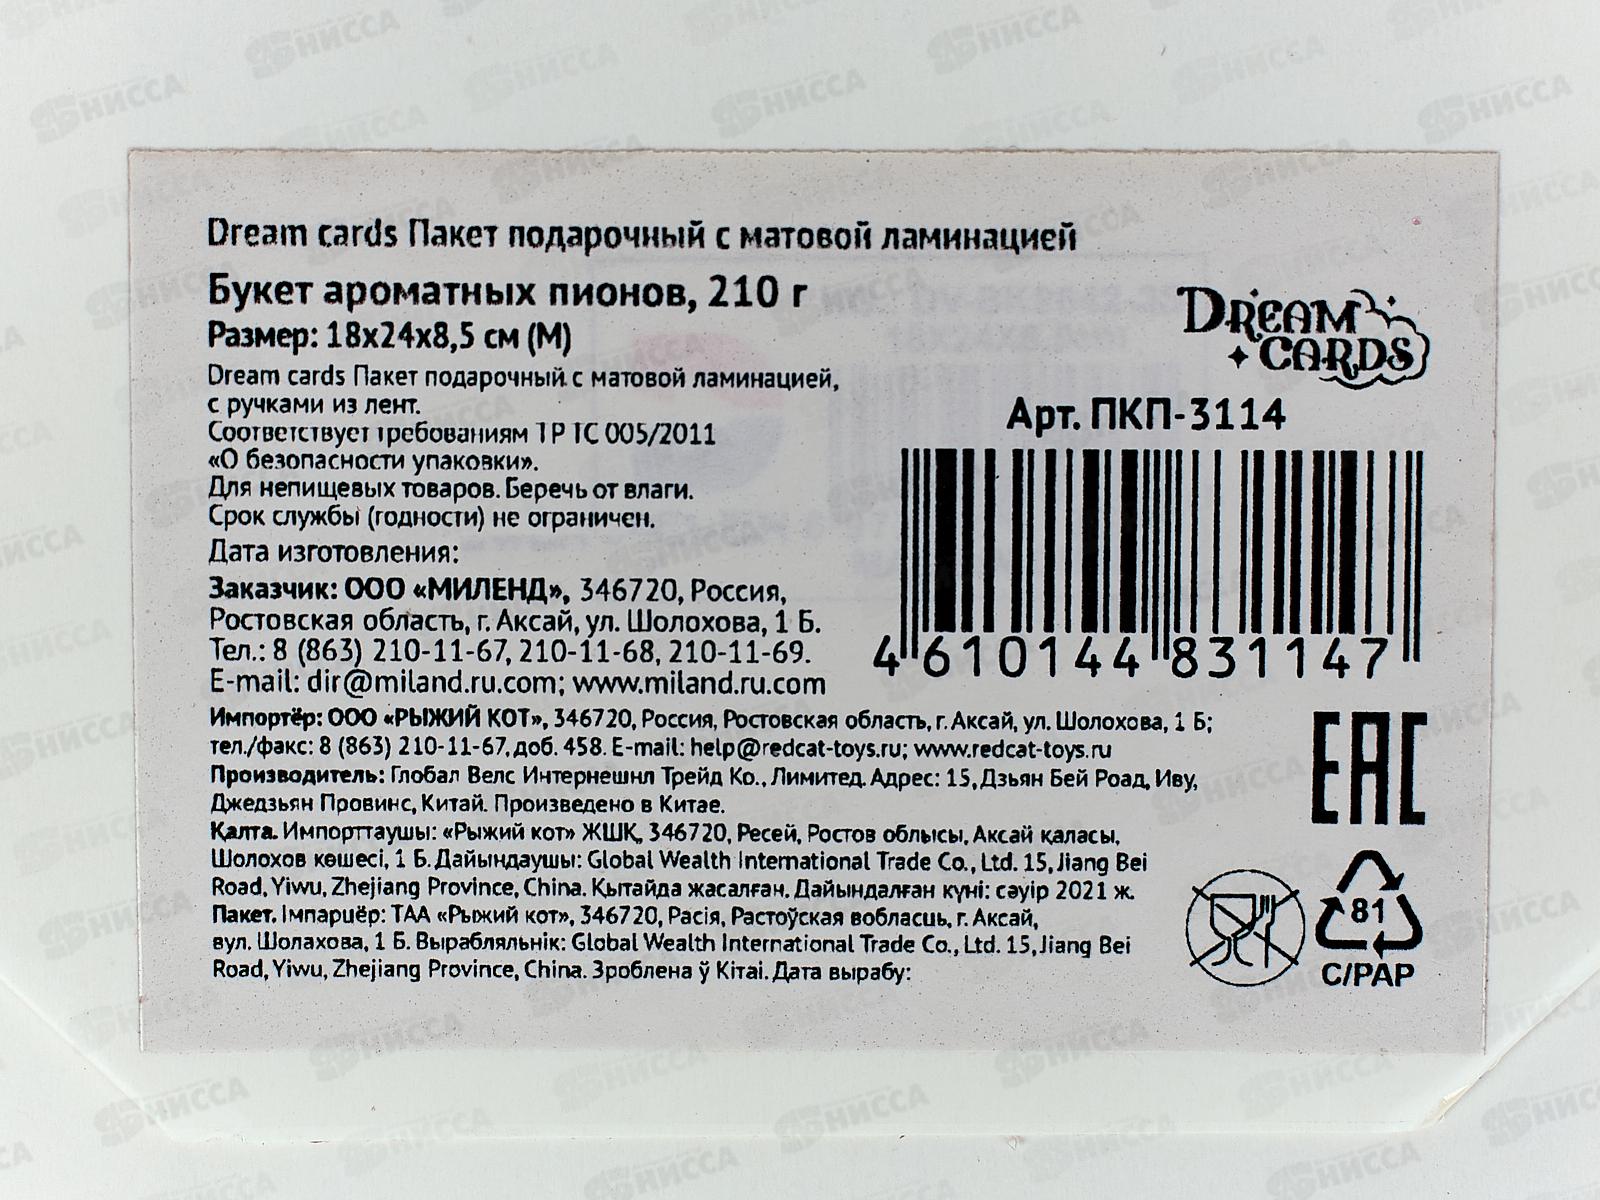 Dream cards Пакет подарочный с матовой ламинацией
Букет ароматных пионов, 210 г
Размер: 18х24х8,5 см (М)
Dream cards Пакет подарочный с матовой ламинацией,
с ручками из лент.
Соответствует требованиям ТР ТС 005/2011
«О безопасности упаковки».
Для непищевых товаров. Беречь от влаги.
Срок службы (годности) не ограничен.
Дата изготовления:
Заказчик: ООО «МИЛЕНД», 346720, Россия,
Ростовская область, г. Аксай, ул. Шолохова, 1 Б.
Тел.: 8 (863) 210-11-67, 210-11-68, 210-11-69.
E-mail: dir@miland.ru.com; www.miland.ru.com
DREAM
CARDS
Арт. ПКП-3114
4 610144 831147
Импортёр: ООО «РЫЖИЙ КОТ», 346720, Россия, Ростовская область, г. Аксай, ул. Шолохова, 1 Б;
тел./факс: 8 (863) 210-11-67, доб. 458. E-mail: help@redcat-toys.ru; www.redcat-toys.ru
Производитель: Глобал Велс Интернешнл Трейд Ко., Лимитед. Адрес: 15, Дзьян Бей Роад, Иву,
Джедзьян Провинс, Китай. Произведено в Китае.
Қалта. Импорттаушы: «Рыжий кот» ЖШҚ, 346720, Ресей, Ростов облысы, Аксай қаласы,
Шолохов көшесі, 1 Б. Дайындаушы: Global Wealth International Trade Co., Ltd. 15, Jiang Bei
Road, Yiwu, Zhejiang Province, China. Қытайда жасалған. Дайындалған күні: сәуір 2021 ж.
Пакет. Імпарцёр: ТАА «Рыжий кот», 346720, Расія, Растоўская вобласць, г. Аксай,
вул. Шолахова, 1 Б. Вырабляльнік: Global Wealth International Trade Co., Ltd. 15, Jiang Bei
Road, Yiwu, Zhejiang Province, China. Зроблена ў Кітаі. Дата вырабу:
EAC
81
C/PAP
НИССА